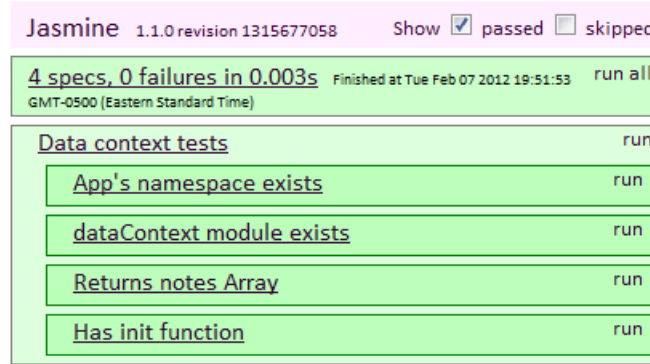 Jasmine 1.1.0 revision 1315677058 Show passed skipped
4 specs, 0 failures in 0.003s Finished at Tue Feb 07 2012 19:51:53 run all
GMT-0500 (Eastern Standard Time)
Data context tests run
App's namespace exists run
dataContext module exists run
Returns notes Array run
Has init function run